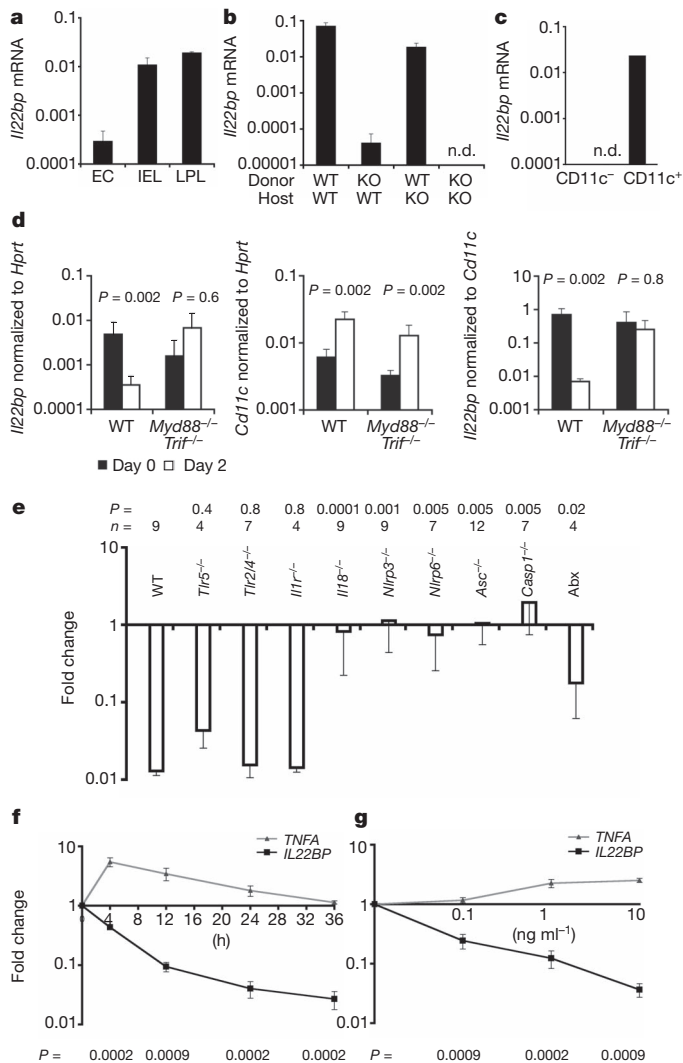 a
Il22bp mRNA
0.1
0.01
0.001
0.0001
EC IEL LPL
b
Il22bp mRNA
0.1
0.01
0.001
0.0001
0.00001
n.d.
Donor WT KO WT KO
Host WT WT KO KO
c
Il22bp mRNA
0.1
0.01
0.001
0.0001
n.d.
CD11c⁻ CD11c⁺
d
Il22bp normalized to Hprt
0.1
0.01
0.001
0.0001
P = 0.002 P = 0.6
WT Myd88⁻/⁻
Trif⁻/⁻
Cd11c normalized to Hprt
0.1
0.01
0.001
P = 0.002 P = 0.002
WT Myd88⁻/⁻
Trif⁻/⁻
Il22bp normalized to Cd11c
10
1
0.1
0.01
0.001
P = 0.002 P = 0.8
WT Myd88⁻/⁻
Trif⁻/⁻
Day 0 Day 2
e
P = 0.4 0.8 0.8 0.0001 0.001 0.005 0.005 0.005 0.02
n = 9 4 7 4 9 9 7 12 7 4
WT Tlr5⁻/⁻ Tlr2/4⁻/⁻ Il1r⁻/⁻ Il18⁻/⁻ Nlrp3⁻/⁻ Nlrp6⁻/⁻ Asc⁻/⁻ Casp1⁻/⁻ Abx
Fold change
10
1
0.1
0.01
f
TNFA
IL22BP
Fold change
10
1
0.1
0.01
0 4 8 12 16 20 24 28 32 36
(h)
P = 0.0002 0.0009 0.0002 0.0002
g
TNFA
IL22BP
10
1
0.1
0.01
0.1 1 10
(ng ml⁻¹)
P = 0.0009 0.0002 0.0009